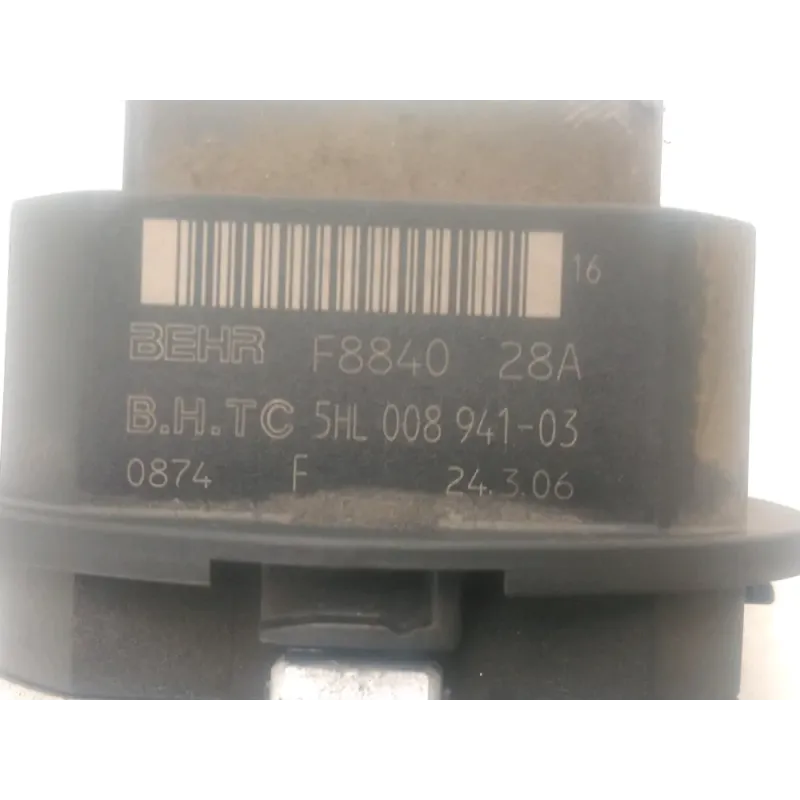 16
BEHR F8840 28A
B.H.TC 5HL 008 941-03
0874 F 24.3.06